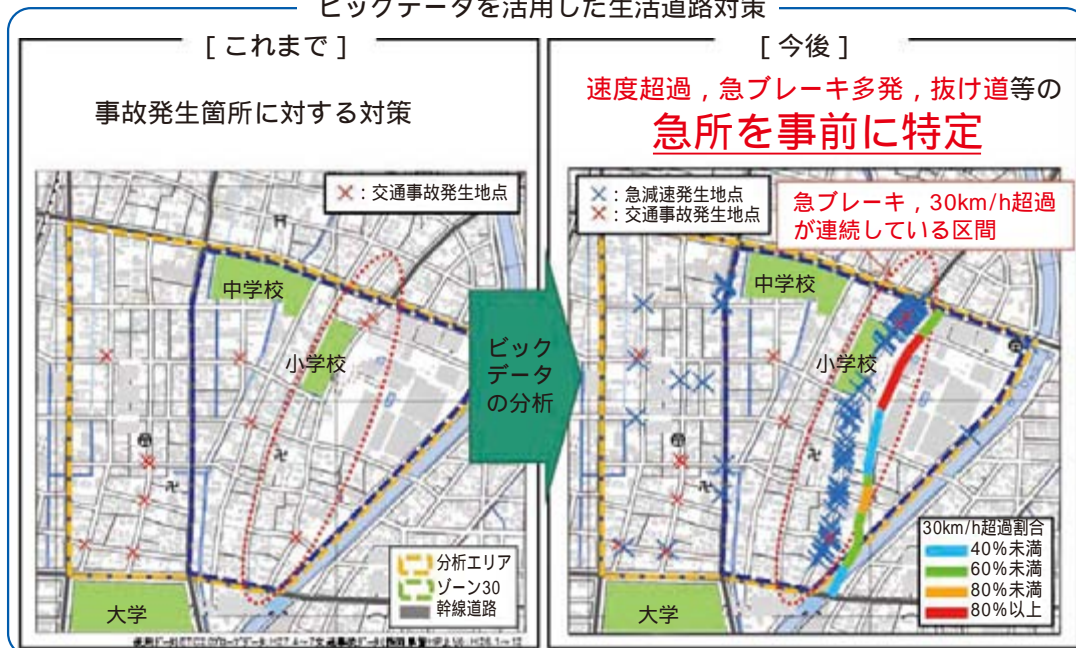 ビックデータを活用した生活道路対策
[ これまで ]
事故発生箇所に対する対策
×：交通事故発生地点
中学校
小学校
大学
分析エリア
ゾーン30
幹線道路
ビック
データ
の分析
[ 今後 ]
速度超過 , 急ブレーキ多発 , 抜け道等の
急所を事前に特定
×：急減速発生地点
×：交通事故発生地点
急ブレーキ , 30km/h超過
が連続している区間
中学校
小学校
大学
30km/h超過割合
40%未満
60%未満
80%未満
80%以上